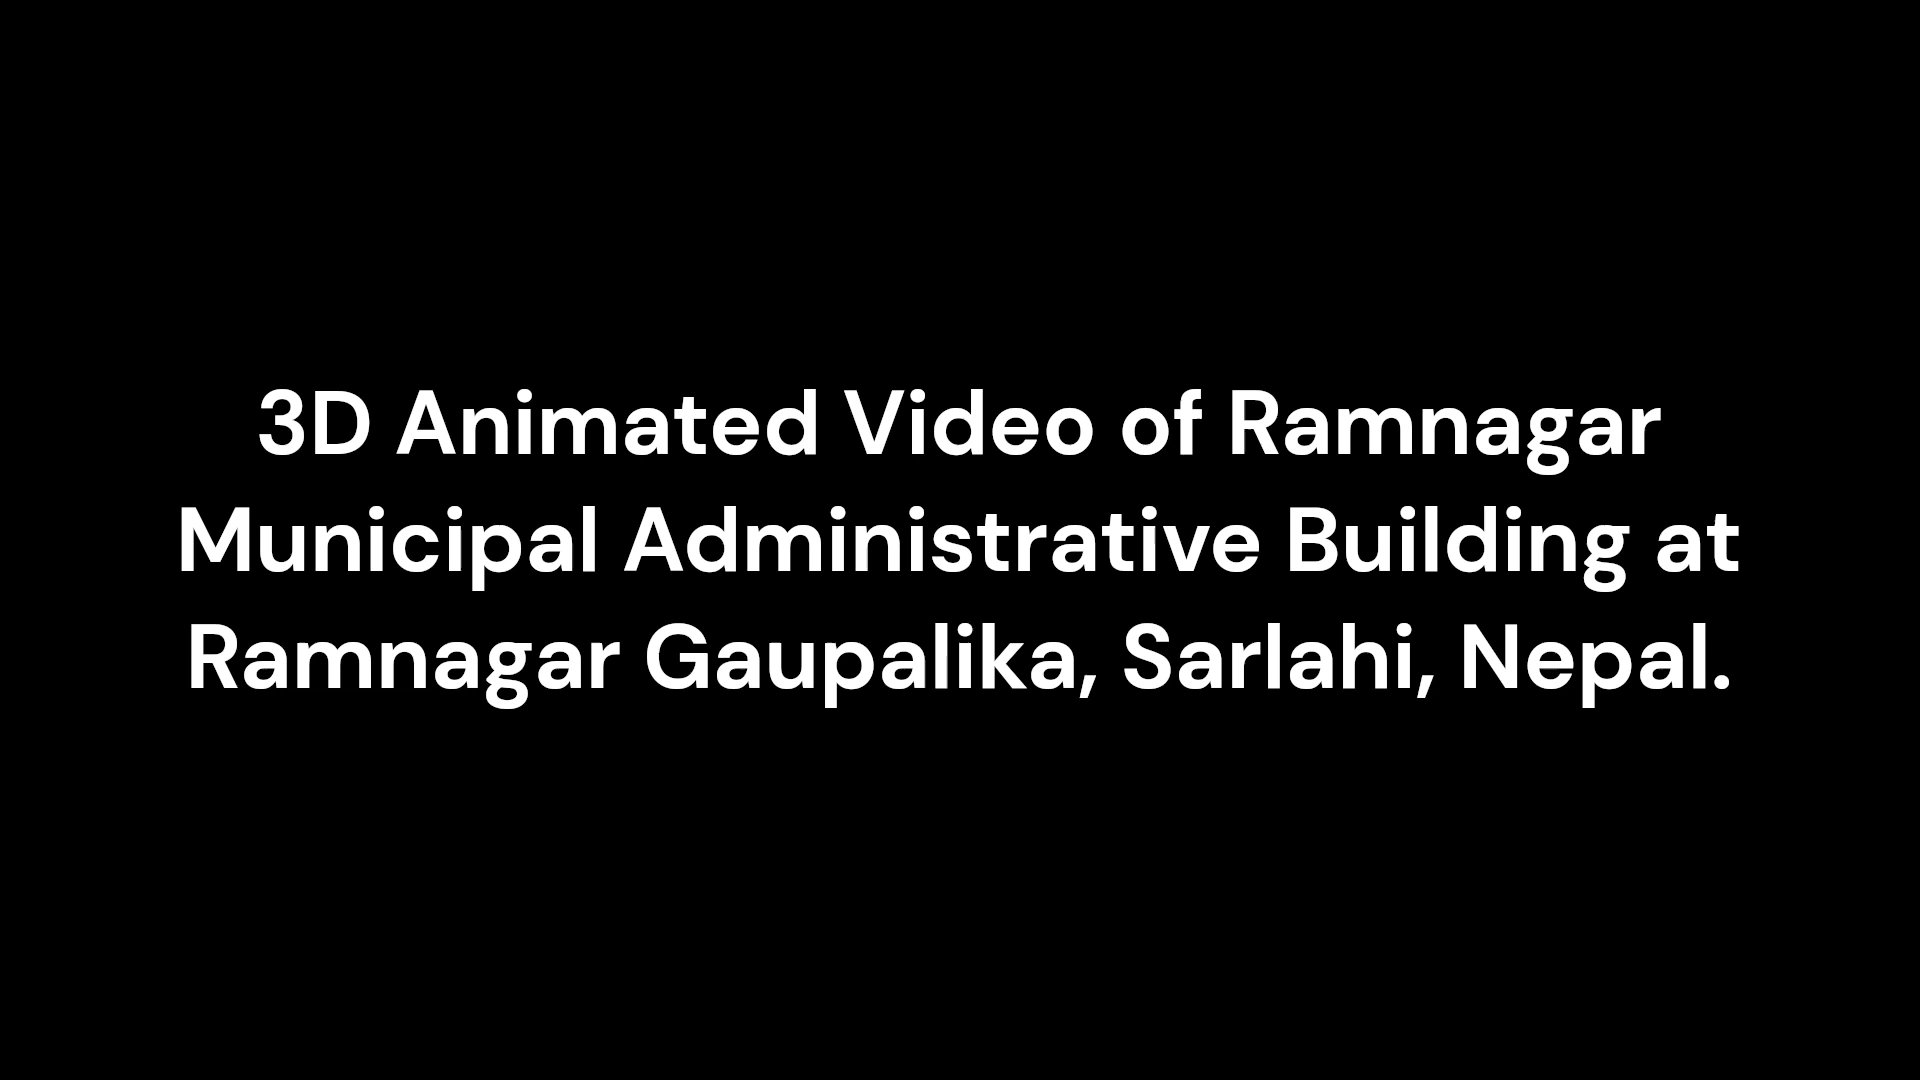 3D Animated Video of Ramnagar
Municipal Administrative Building at
Ramnagar Gaupalika, Sarlahi, Nepal.